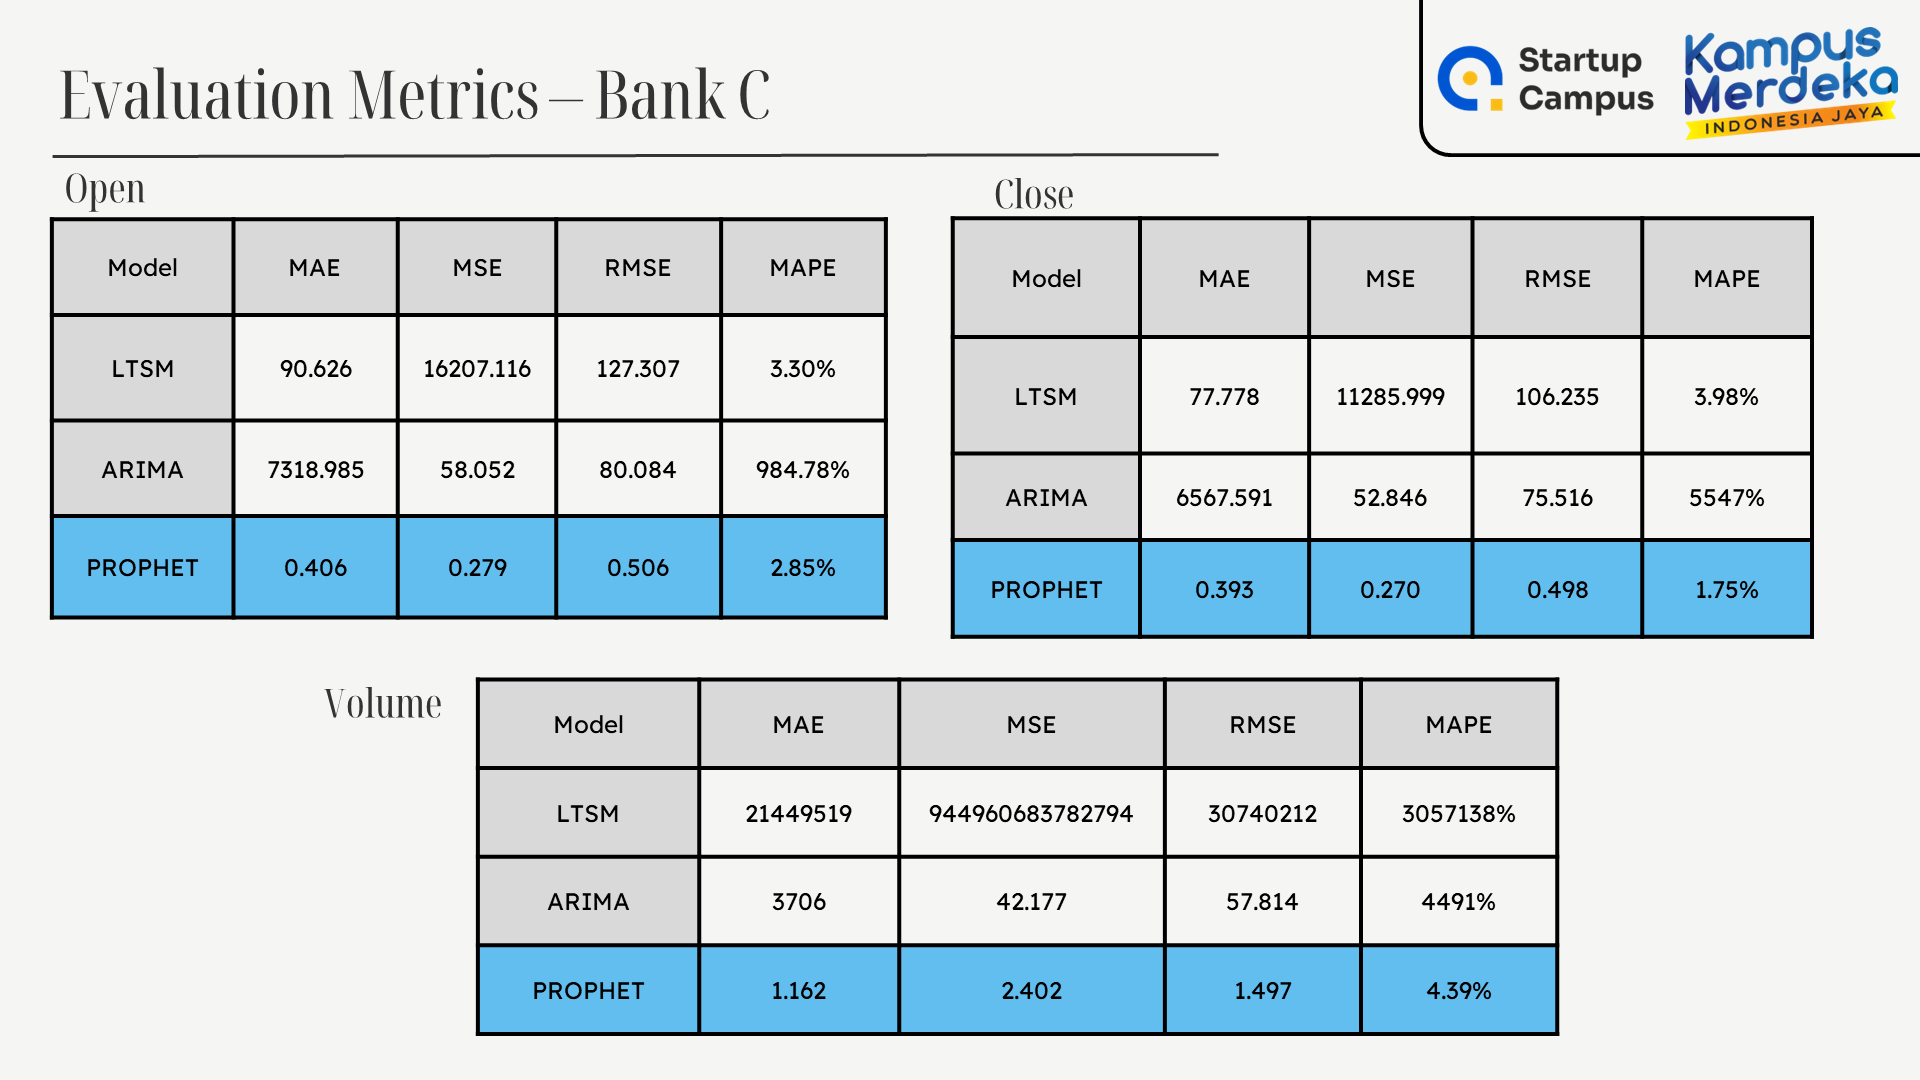 Evaluation Metrics – Bank C
Startup
Campus
Kampus
Merdeka
INDONESIA JAYA
Open
Model MAE MSE RMSE MAPE
LTSM 90.626 16207.116 127.307 3.30%
ARIMA 7318.985 58.052 80.084 984.78%
PROPHET 0.406 0.279 0.506 2.85%
Close
Model MAE MSE RMSE MAPE
LTSM 77.778 11285.999 106.235 3.98%
ARIMA 6567.591 52.846 75.516 5547%
PROPHET 0.393 0.270 0.498 1.75%
Volume
Model MAE MSE RMSE MAPE
LTSM 21449519 944960683782794 30740212 3057138%
ARIMA 3706 42.177 57.814 4491%
PROPHET 1.162 2.402 1.497 4.39%